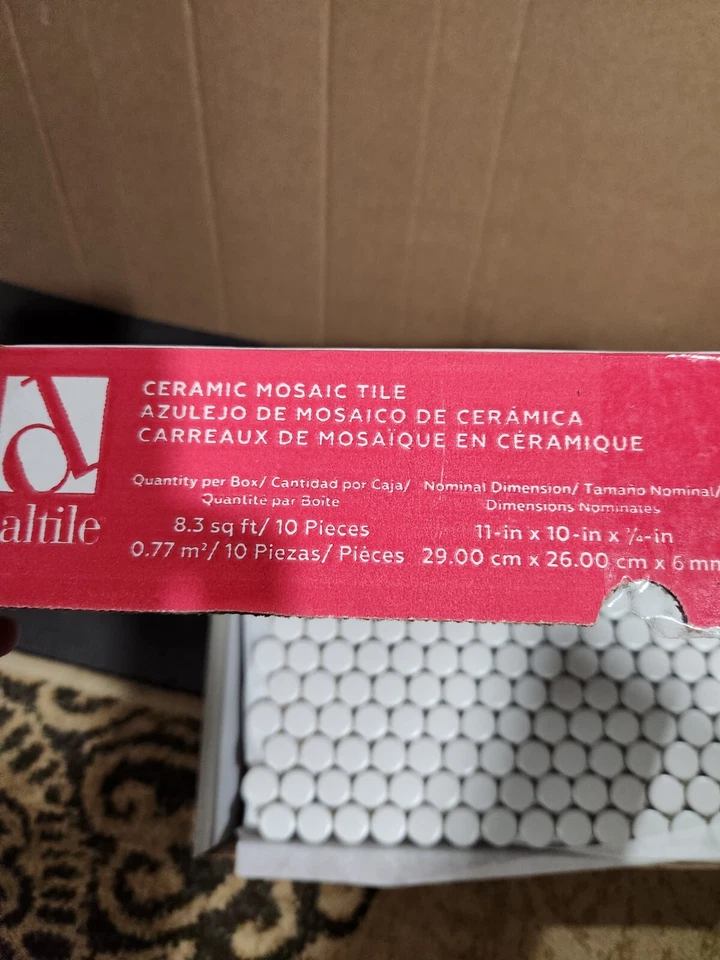 CERAMIC MOSAIC TILE
AZULEJO DE MOSAICO DE CERÁMICA
CARREAUX DE MOSAÏQUE EN CÉRAMIQUE
Quantity per Box/ Cantidad por Caja/
Quantité par Boîte
8.3 sq ft/ 10 Pieces
0.77 m²/ 10 Piezas/ Pièces
Nominal Dimension/ Tamaño Nominal/
Dimensions Nominales
11-in x 10-in x ¼-in
29.00 cm x 26.00 cm x 6 mm
altile